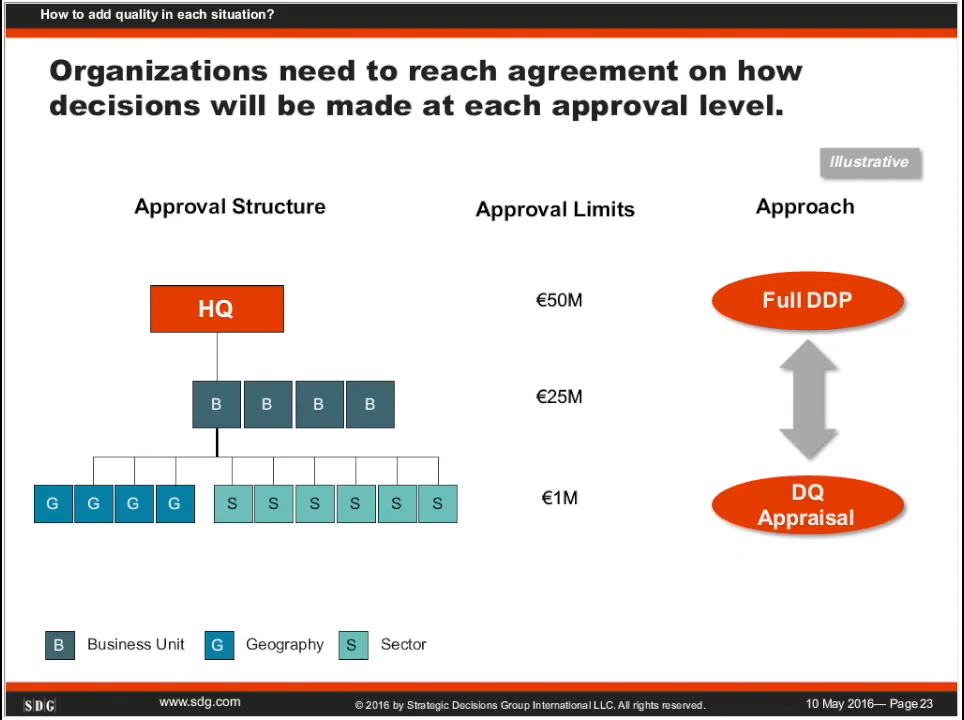 How to add quality in each situation?
Organizations need to reach agreement on how
decisions will be made at each approval level.
Illustrative
Approval Structure
Approval Limits
Approach
HQ
€50M
Full DDP
B B B B
€25M
G G G G S S S S S S
€1M
DQ
Appraisal
B Business Unit G Geography S Sector
SDG
www.sdg.com
© 2016 by Strategic Decisions Group International LLC. All rights reserved.
10 May 2016— Page 23